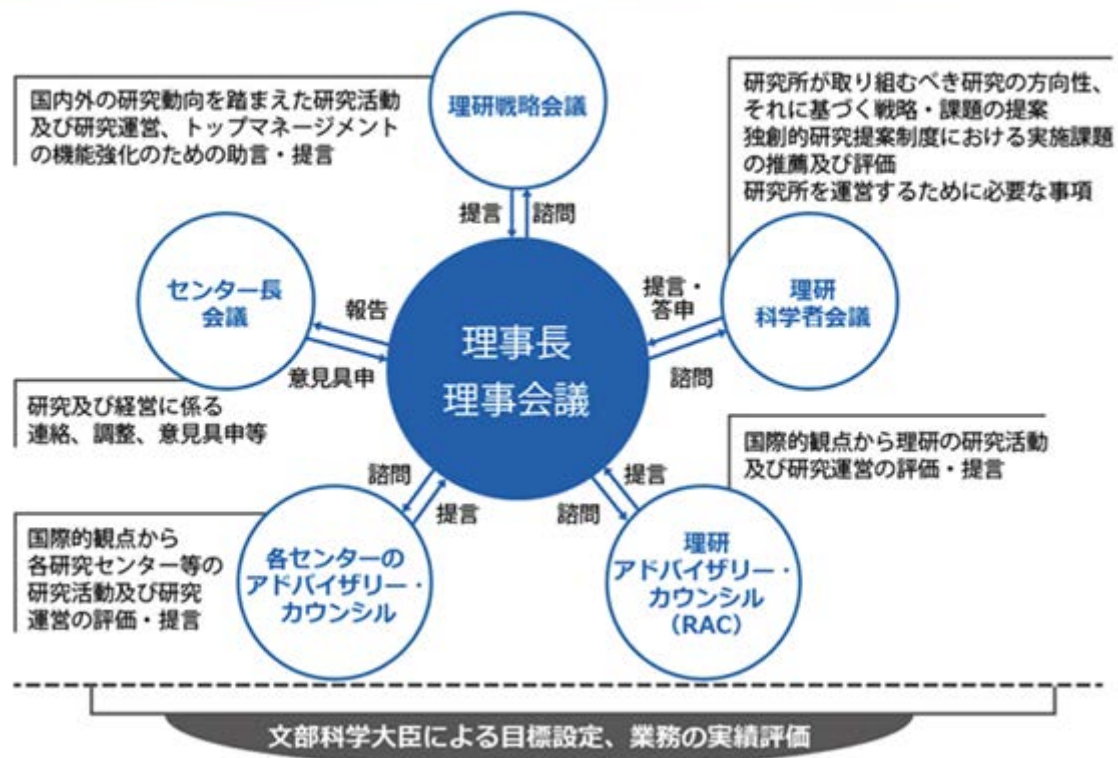 理研戦略会議
国内外の研究動向を踏まえた研究活動
及び研究運営、トップマネージメント
の機能強化のための助言・提言
研究所が取り組むべき研究の方向性、
それに基づく戦略・課題の提案
独創的研究提案制度における実施課題
の推薦及び評価
研究所を運営するために必要な事項
提言
諮問
センター長
会議
報告
意見具申
理事長
理事会議
提言・
答申
諮問
理研
科学者会議
研究及び経営に係る
連絡、調整、意見具申等
国際的観点から理研の研究活動
及び研究運営の評価・提言
諮問
提言
提言
諮問
国際的観点から
各研究センター等の
研究活動及び研究
運営の評価・提言
各センターの
アドバイザリー・
カウンシル
理研
アドバイザリー・
カウンシル
（RAC）
文部科学大臣による目標設定、業務の実績評価